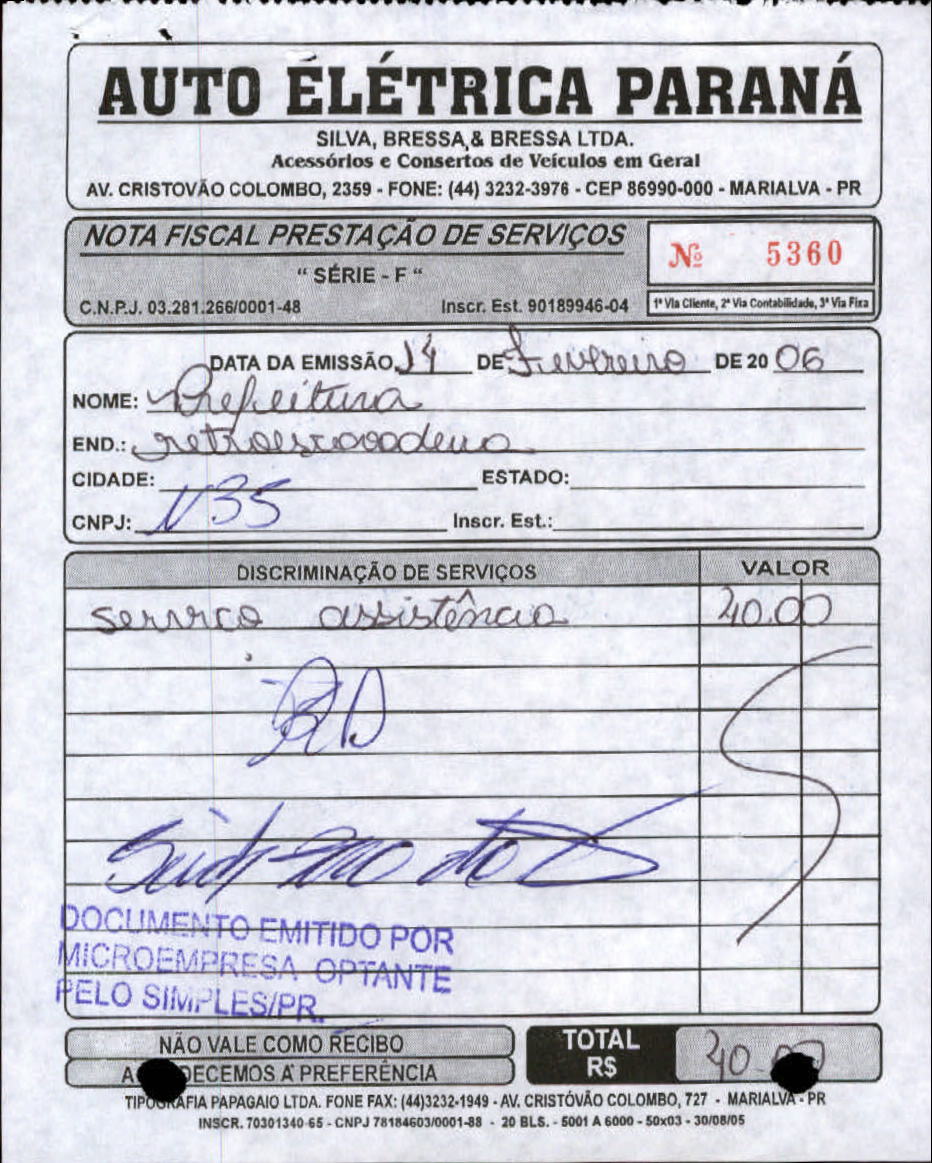 AUTO ELÉTRICA PARANÁ
SILVA, BRESSA & BRESSA LTDA.
Acessórios e Consertos de Veículos em Geral
AV. CRISTOVÃO COLOMBO, 2359 - FONE: (44) 3232-3976 - CEP 86990-000 - MARIALVA - PR
NOTA FISCAL PRESTAÇÃO DE SERVIÇOS
Nº 5360
“ SÉRIE - F “
C.N.P.J. 03.281.266/0001-48 Inscr. Est. 90189946-04
1ª Via Cliente, 2ª Via Contabilidade, 3ª Via Fixa
DATA DA EMISSÃO 14 DE Fevereiro DE 20 06
NOME: Prefeitura
END.: retroescavadeira
CIDADE: ESTADO:
CNPJ: N35 Inscr. Est.:
DISCRIMINAÇÃO DE SERVIÇOS VALOR
serviço assistência 40.00
DOCUMENTO EMITIDO POR
MICROEMPRESA OPTANTE
PELO SIMPLES/PR.
NÃO VALE COMO RECIBO
A DECEMOS A PREFERÊNCIA
TOTAL
R$ 40.00
TIPOGRAFIA PAPAGAIO LTDA. FONE FAX: (44)3232-1949 - AV. CRISTÓVÃO COLOMBO, 727 - MARIALVA - PR
INSCR. 70301340-65 - CNPJ 78184603/0001-88 - 20 BLS. - 5001 A 6000 - 50x03 - 30/08/05